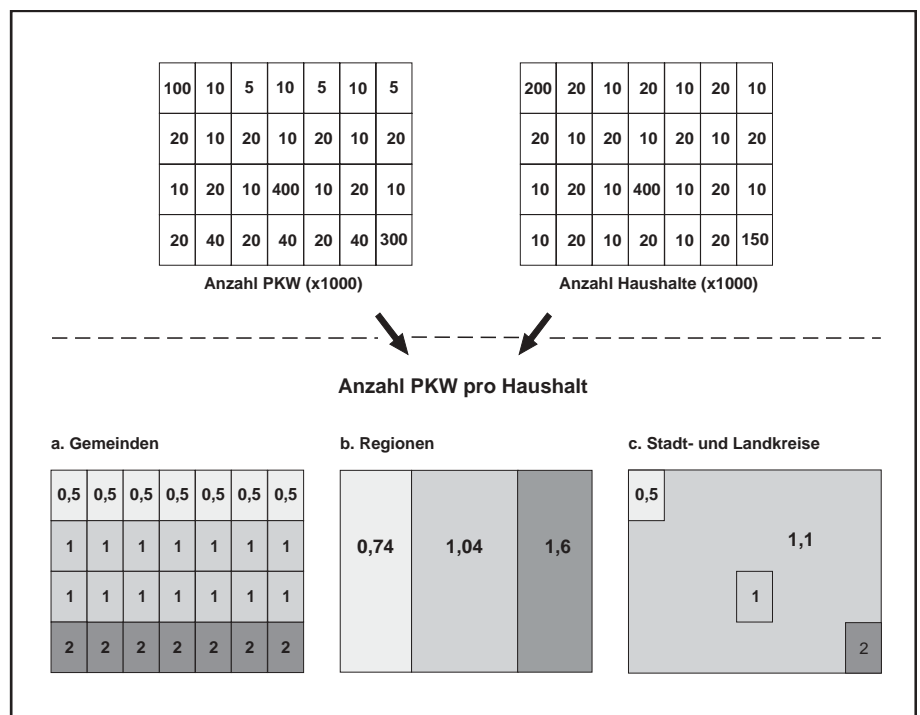 100 10 5 10 5 10 5
20 10 20 10 20 10 20
10 20 10 400 10 20 10
20 40 20 40 20 40 300
Anzahl PKW (x1000)
200 20 10 20 10 20 10
20 10 20 10 20 10 20
10 20 10 400 10 20 10
10 20 10 20 10 20 150
Anzahl Haushalte (x1000)
Anzahl PKW pro Haushalt
a. Gemeinden
0,5 0,5 0,5 0,5 0,5 0,5 0,5
1 1 1 1 1 1 1
1 1 1 1 1 1 1
2 2 2 2 2 2 2
b. Regionen
0,74 1,04 1,6
c. Stadt- und Landkreise
0,5
1,1
1
2